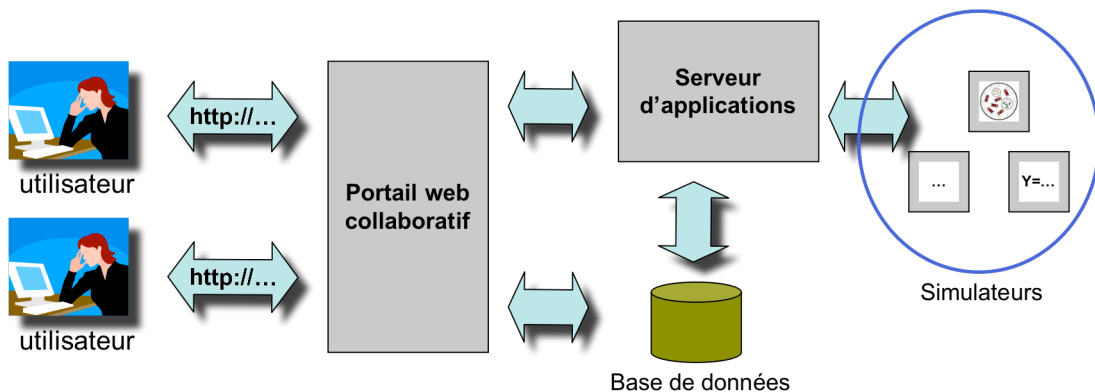 utilisateur
http://…
utilisateur
http://…
Portail web
collaboratif
Serveur
d’applications
Base de données
…
Y=…
Simulateurs